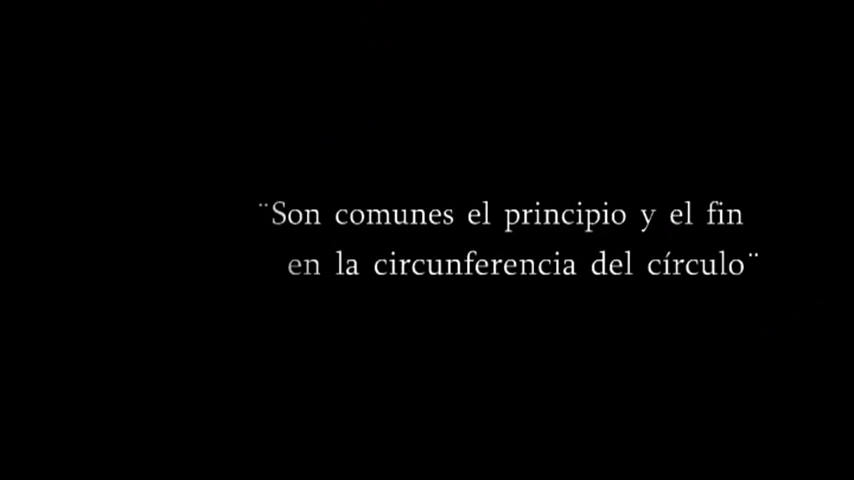 ¨Son comunes el principio y el fin
en la circunferencia del círculo¨